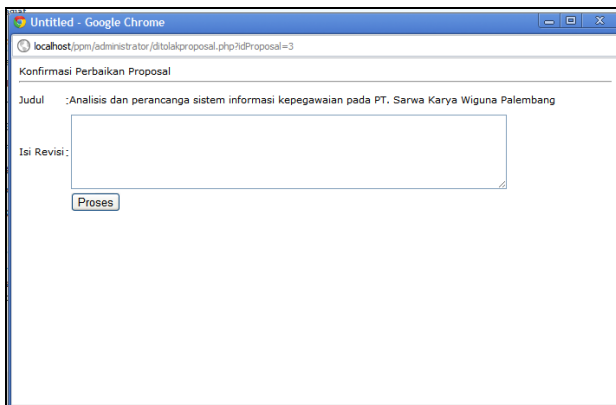 Untitled - Google Chrome
localhost/ppm/administrator/ditolakproposal.php?idProposal=3
Konfirmasi Perbaikan Proposal
Judul :Analisis dan perancanga sistem informasi kepegawaian pada PT. Sarwa Karya Wiguna Palembang
Isi Revisi:
Proses